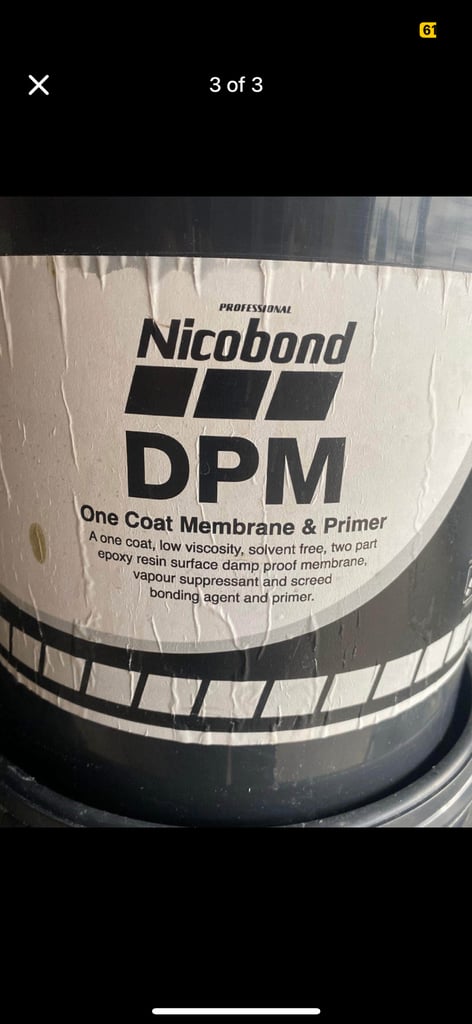 61
3 of 3
PROFESSIONAL
Nicobond
DPM
One Coat Membrane & Primer
A one coat, low viscosity, solvent free, two part
epoxy resin surface damp proof membrane,
vapour suppressant and screed
bonding agent and primer.